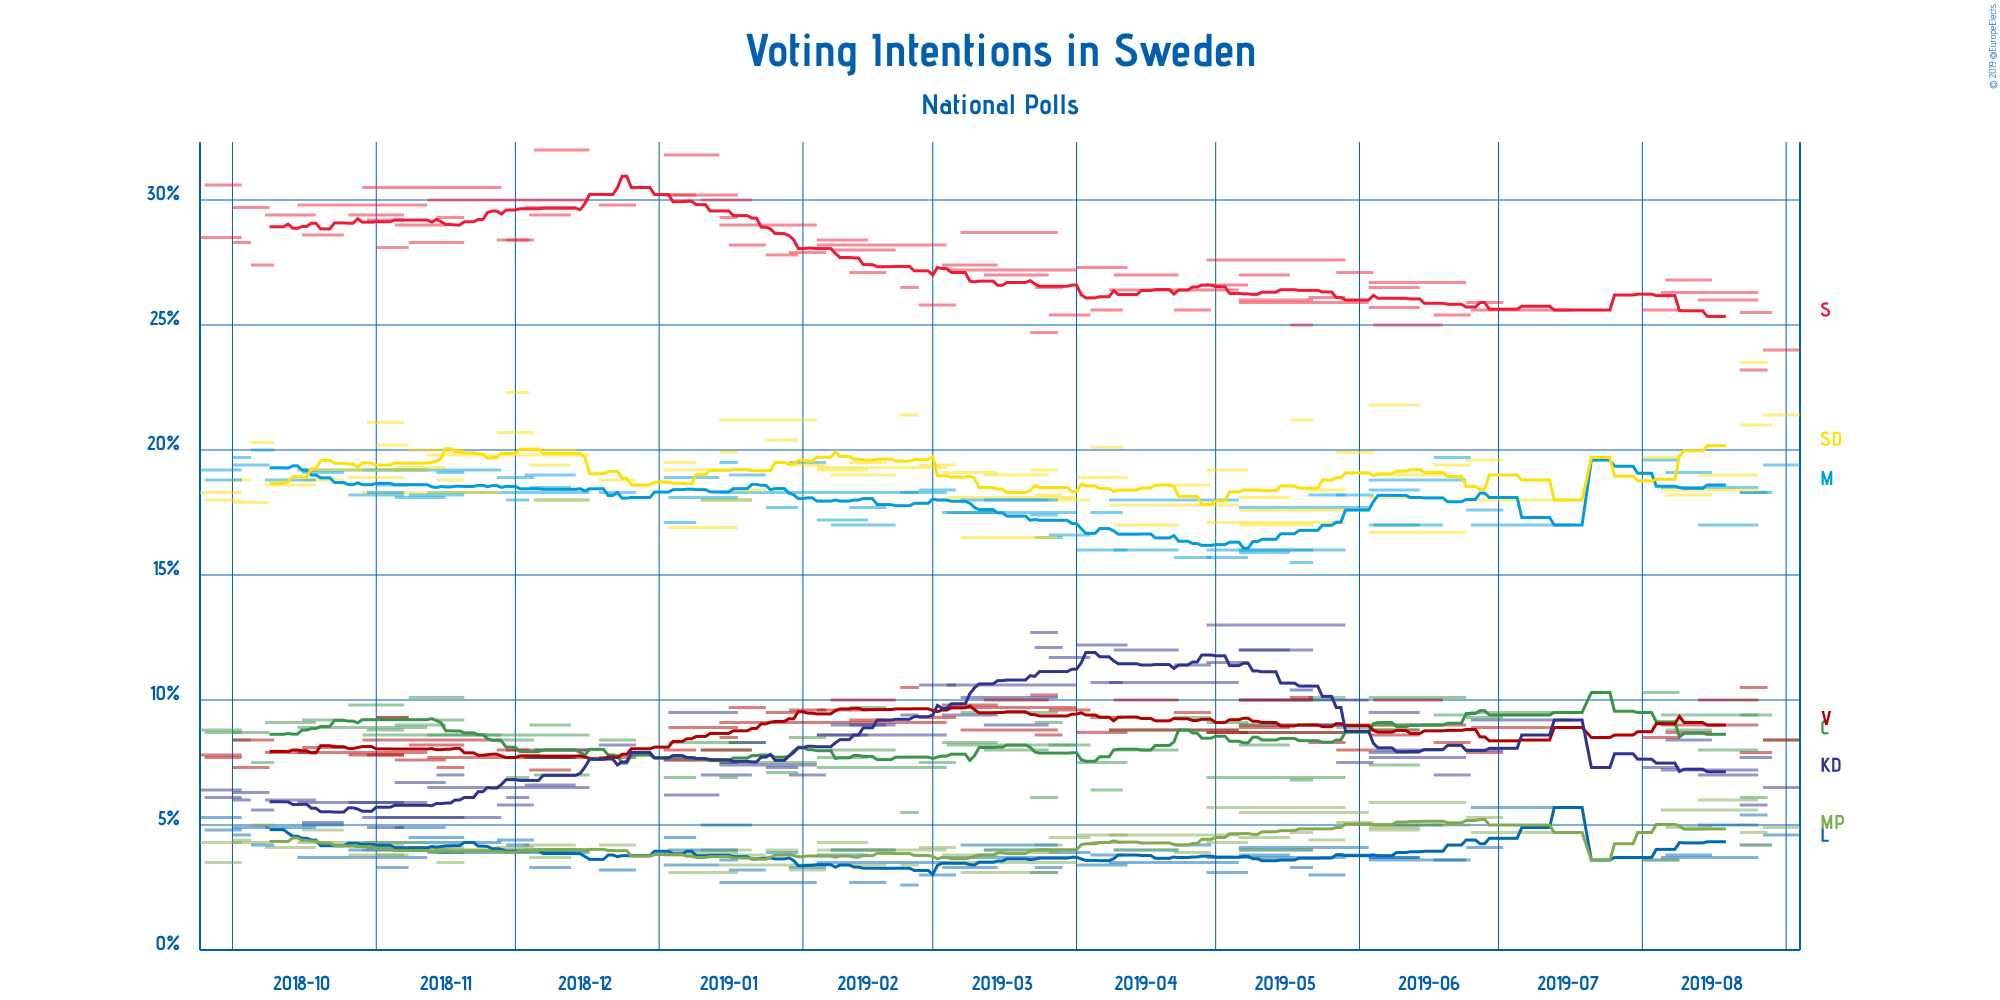 Voting Intentions in Sweden
National Polls
© 2019 @EuropeElects
30%
25%
20%
15%
10%
5%
0%
S
SD
M
V
C
KD
MP
L
2018-10 2018-11 2018-12 2019-01 2019-02 2019-03 2019-04 2019-05 2019-06 2019-07 2019-08